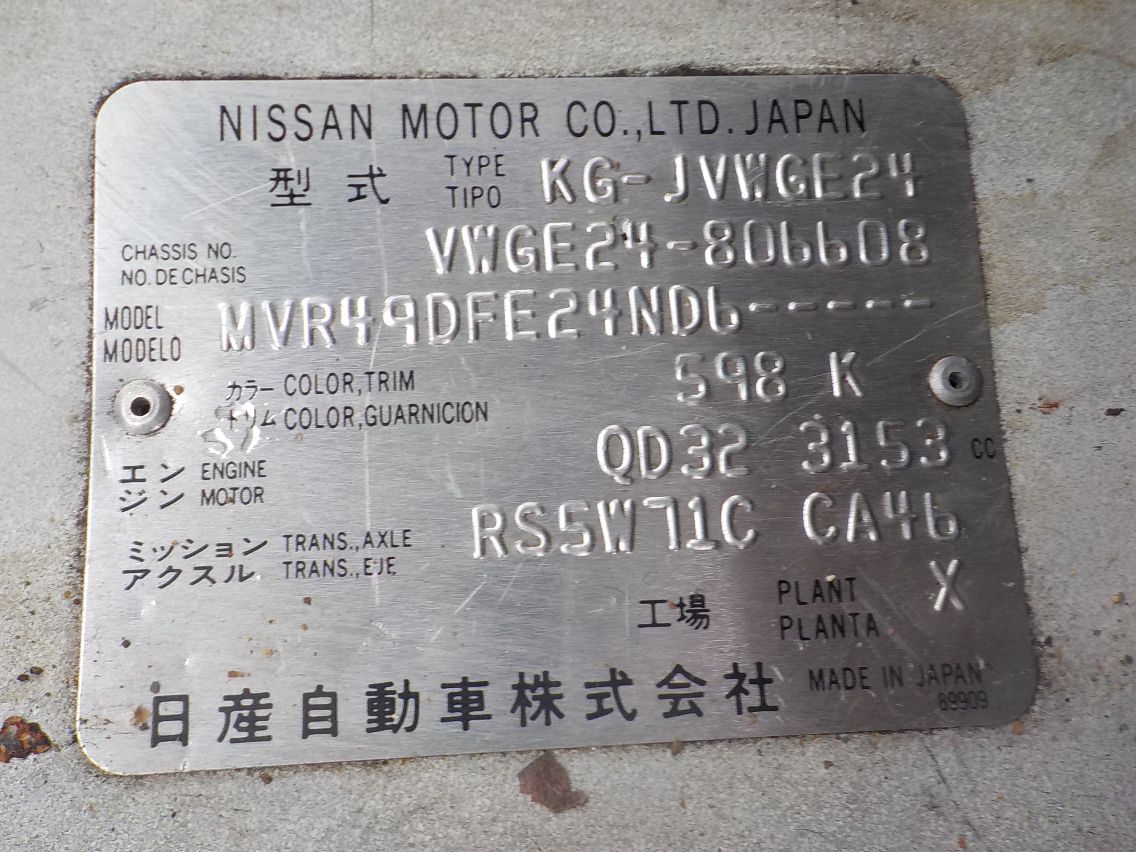 NISSAN MOTOR CO.,LTD. JAPAN
型式 TYPE KG-JVWGE24
TIPO
CHASSIS NO. VWGE24-806608
NO. DE CHASIS
MODEL MVR49DFE24ND6-----
MODELO
カラー COLOR,TRIM 598 K
トリム COLOR,GUARNICION
エン ENGINE QD32 3153 CC
ジン MOTOR
ミッション TRANS.,AXLE RS5W71C CA46
アクスル TRANS.,EJE
工場 PLANT X
PLANTA
日産自動車株式会社 MADE IN JAPAN
89909